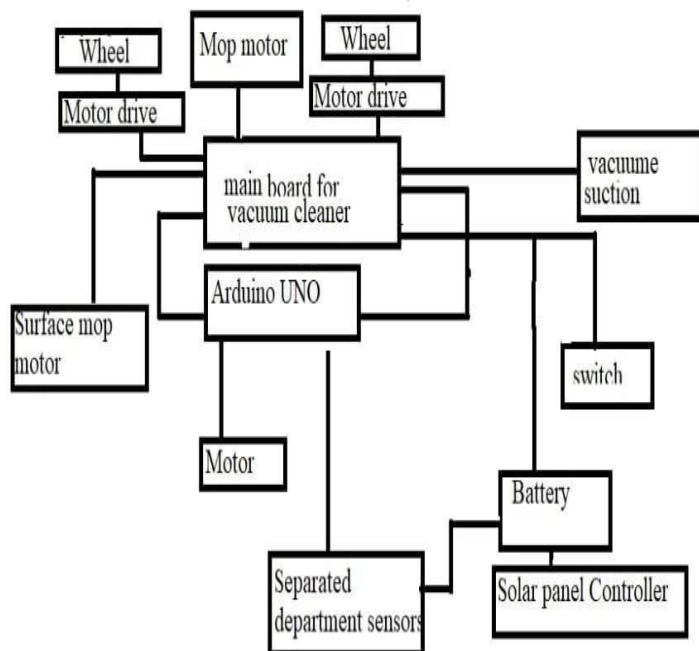 Wheel
Mop motor
Wheel
Motor drive
Motor drive
main board for
vacuum cleaner
vacuume
suction
Arduino UNO
Surface mop
motor
switch
Motor
Battery
Separated
department sensors
Solar panel Controller